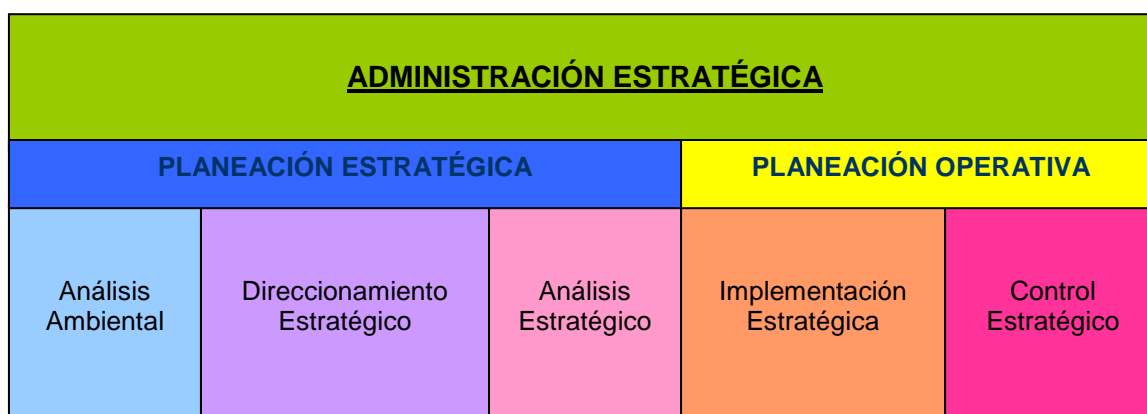 ADMINISTRACIÓN ESTRATÉGICA
PLANEACIÓN ESTRATÉGICA
PLANEACIÓN OPERATIVA
Análisis
Ambiental
Direccionamiento
Estratégico
Análisis
Estratégico
Implementación
Estratégica
Control
Estratégico